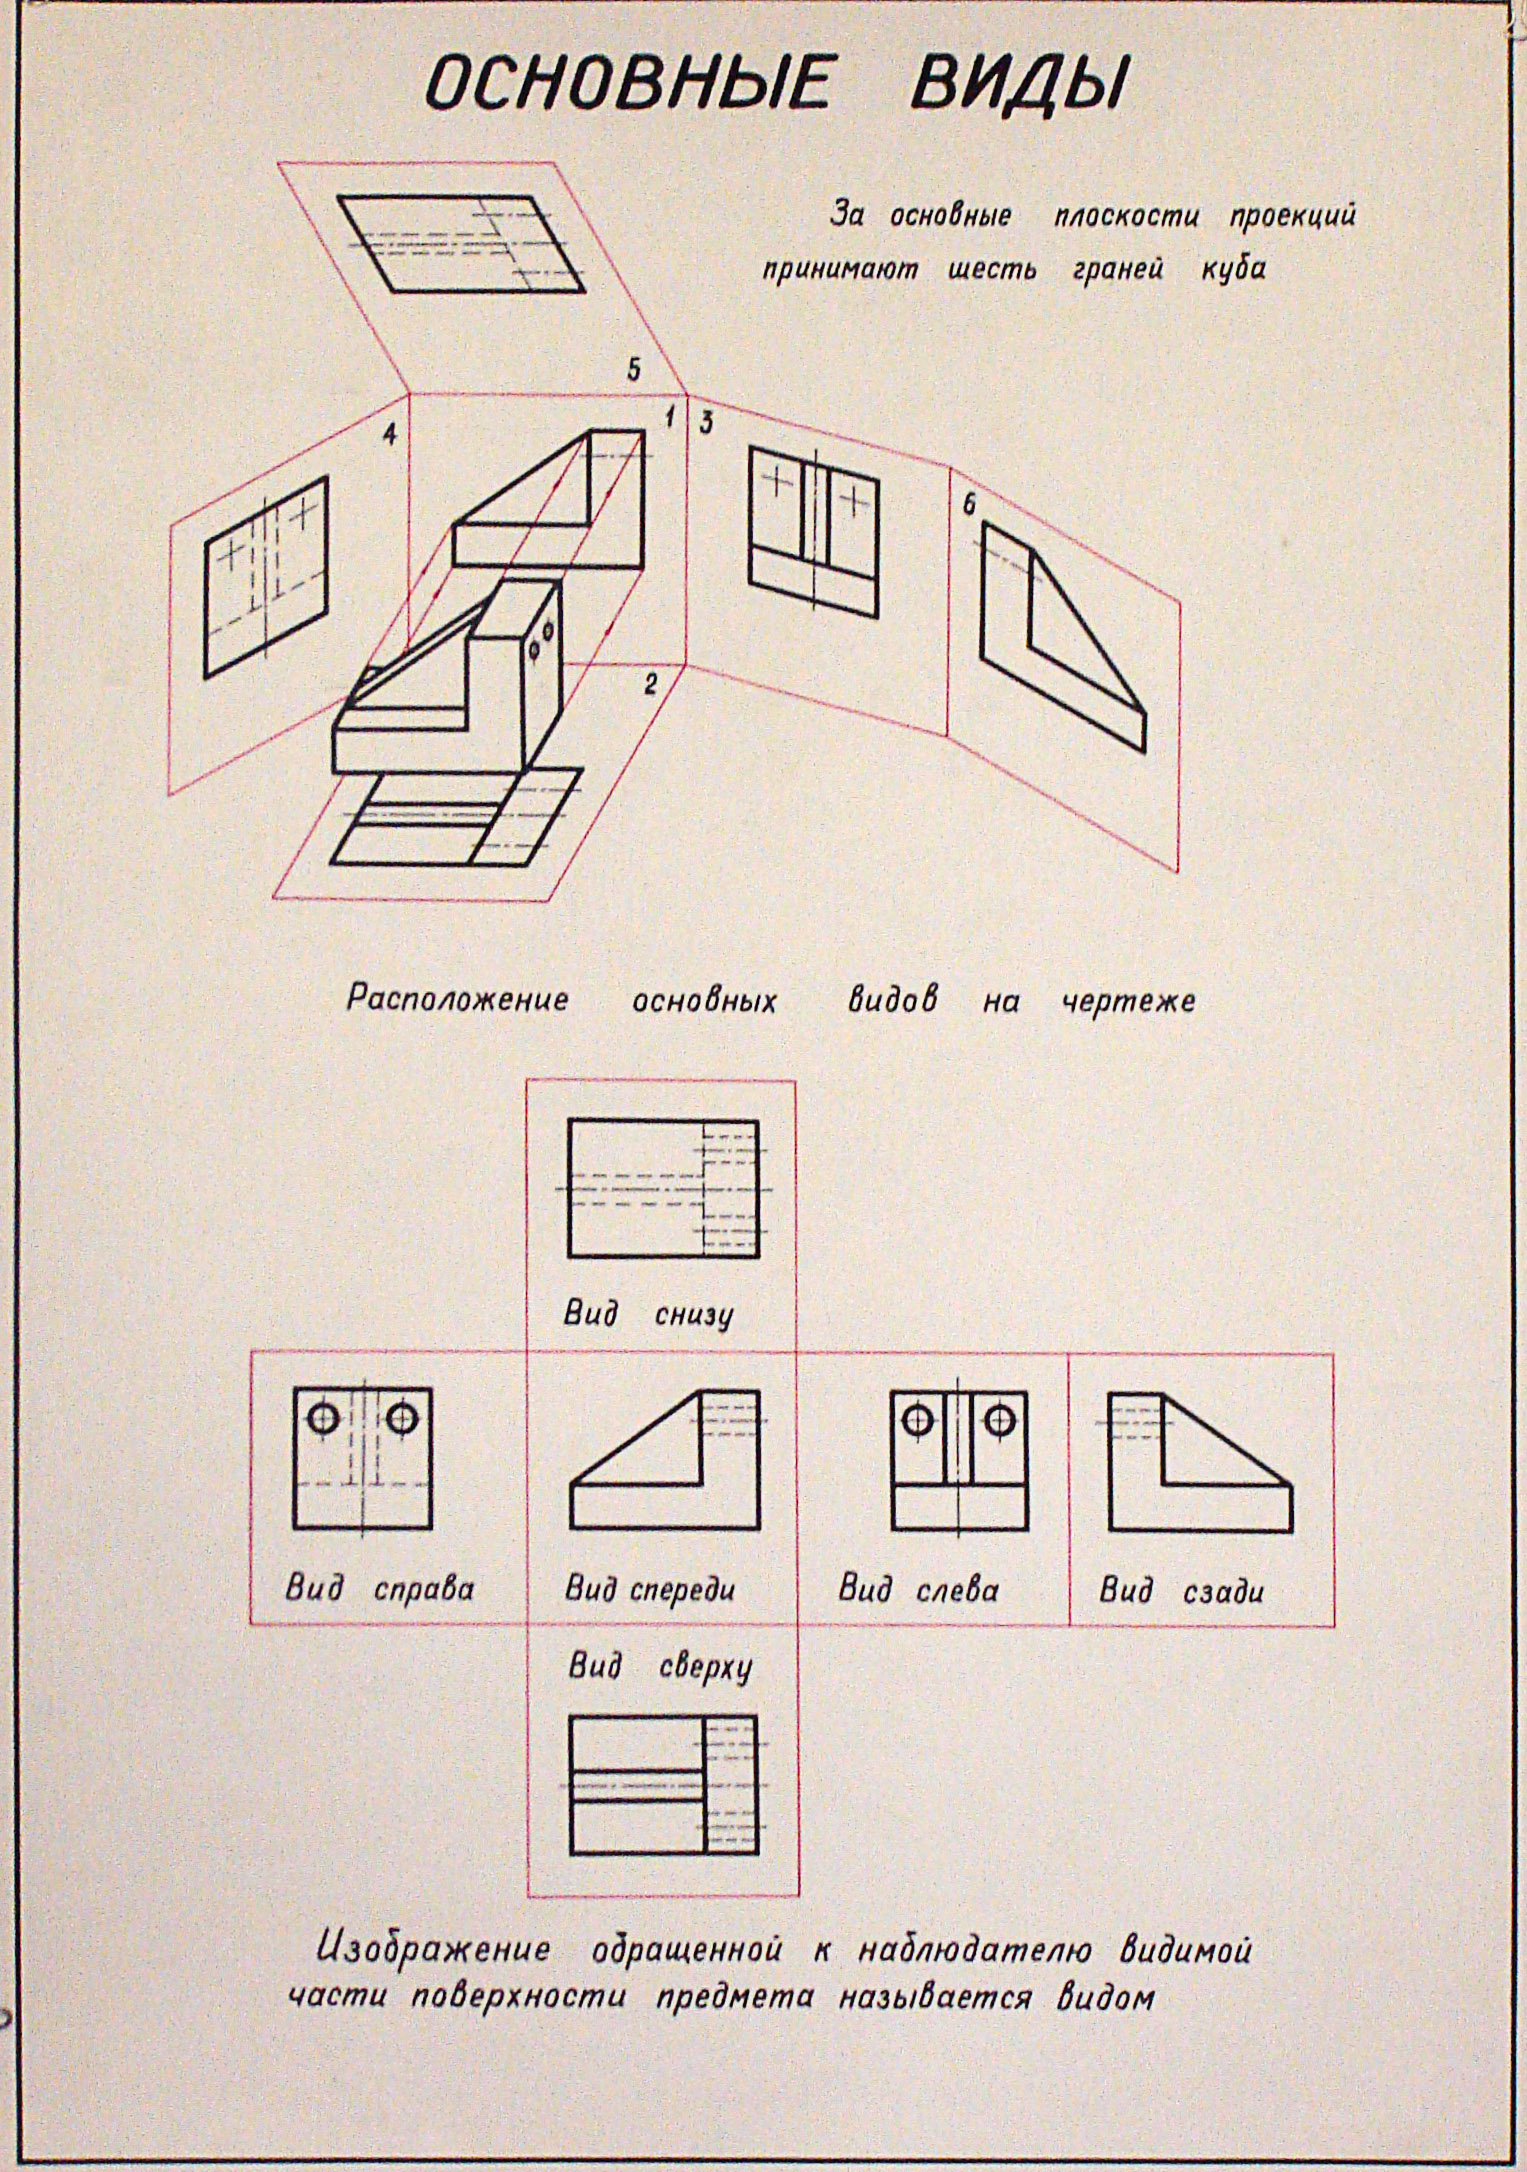 ОСНОВНЫЕ ВИДЫ
За основные плоскости проекций
принимают шесть граней куба
5
4
1
3
6
2
Расположение основных видов на чертеже
Вид снизу
Вид справа
Вид спереди
Вид слева
Вид сзади
Вид сверху
Изображение обращенной к наблюдателю видимой
части поверхности предмета называется видом